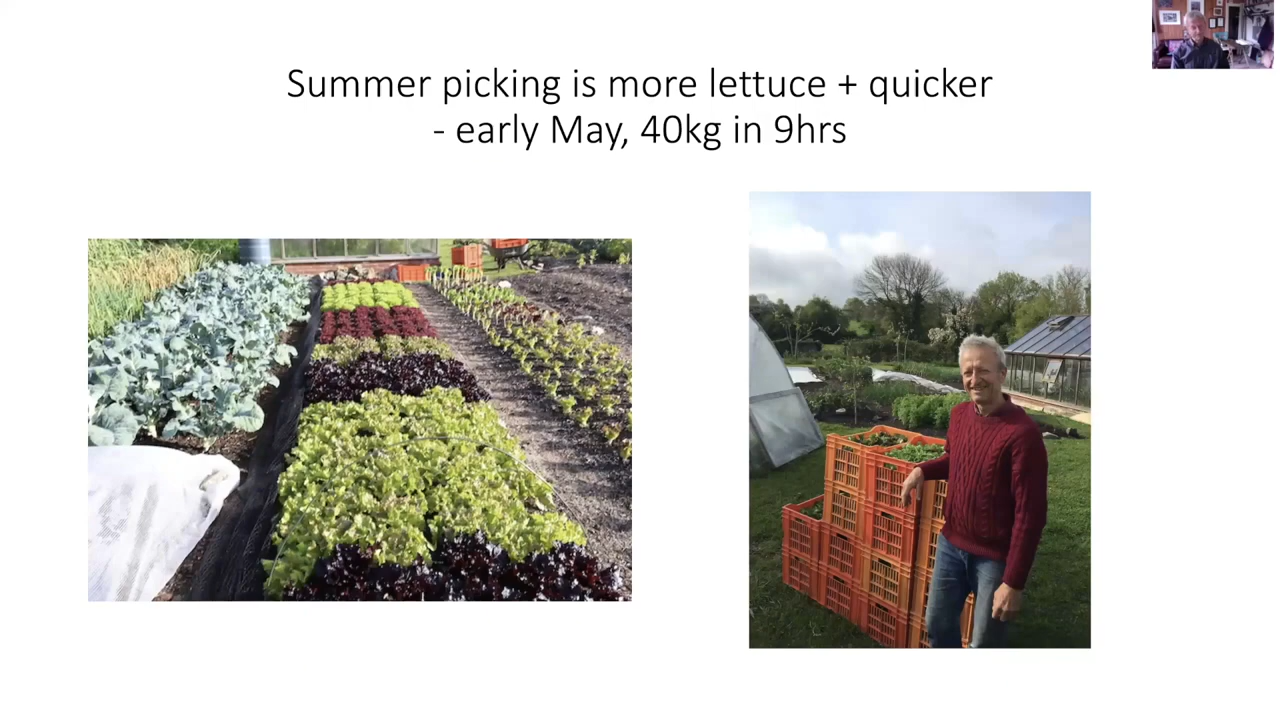 Summer picking is more lettuce + quicker
- early May, 40kg in 9hrs